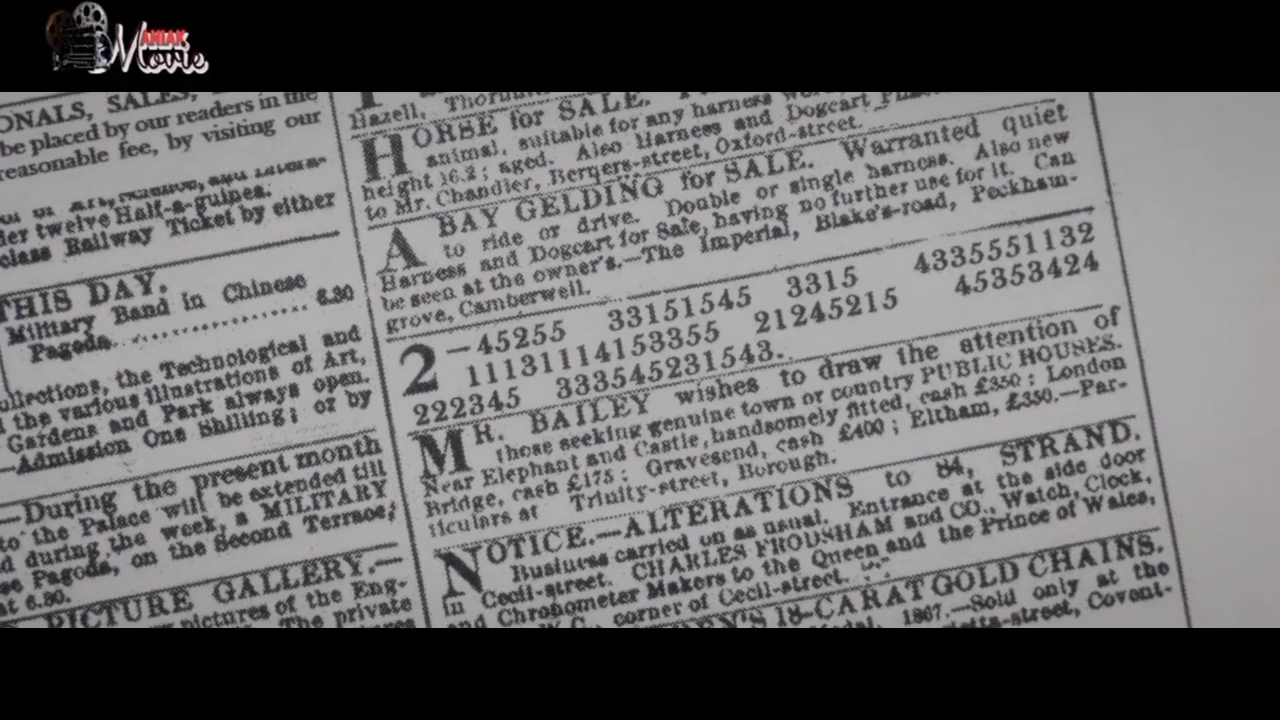 MANIAK
Movie
ONALS, SALES,
be placed by our readers in the
reasonable fee, by visiting our
der twelve Half-a-guinea.
class Railway Ticket by either
THIS DAY.
Military Band in Chinese
Pagoda 6.30
ollections, the Technological and
the various illustrations of Art,
Gardens and Park always open.
—Admission One Shilling; or by
—During the present month
to the Palace will be extended till
d during the week, a MILITARY
se Pagoda, on the Second Terrace,
at 6.30.
PICTURE GALLERY.—
pictures of the Eng-
The private
Hazell,
HORSE for SALE.
animal, suitable for any harness
height 16.2; aged. Also Harness and Dogcart
to Mr. Chandler, Berners-street, Oxford-street.
A BAY GELDING for SALE. Warranted quiet
to ride or drive. Double or single harness. Also new
Harness and Dogcart for Sale, having no further use for it. Can
be seen at the owner's.—The Imperial, Blake's-road, Peckham-
grove, Camberwell.
2—45255 33151545 3315 4335551132
11131114153355 21245215 45353424
222345 333545231543.
MR. BAILEY wishes to draw the attention of
those seeking genuine town or country PUBLIC HOUSES.
Near Elephant and Castle, handsomely fitted, cash £350; London
Bridge, cash £175; Gravesend, cash £400; Eltham, £350.—Par-
ticulars at Trinity-street, Borough.
NOTICE.—ALTERATIONS to 84, STRAND.
Business carried on as usual. Entrance at the side door
in Cecil-street. CHARLES FRODSHAM and CO., Watch, Clock,
and Chronometer Makers to the Queen and the Prince of Wales,
W.C., corner of Cecil-street.
18-CARAT GOLD CHAINS.
1867.—Sold only at the
Covent-